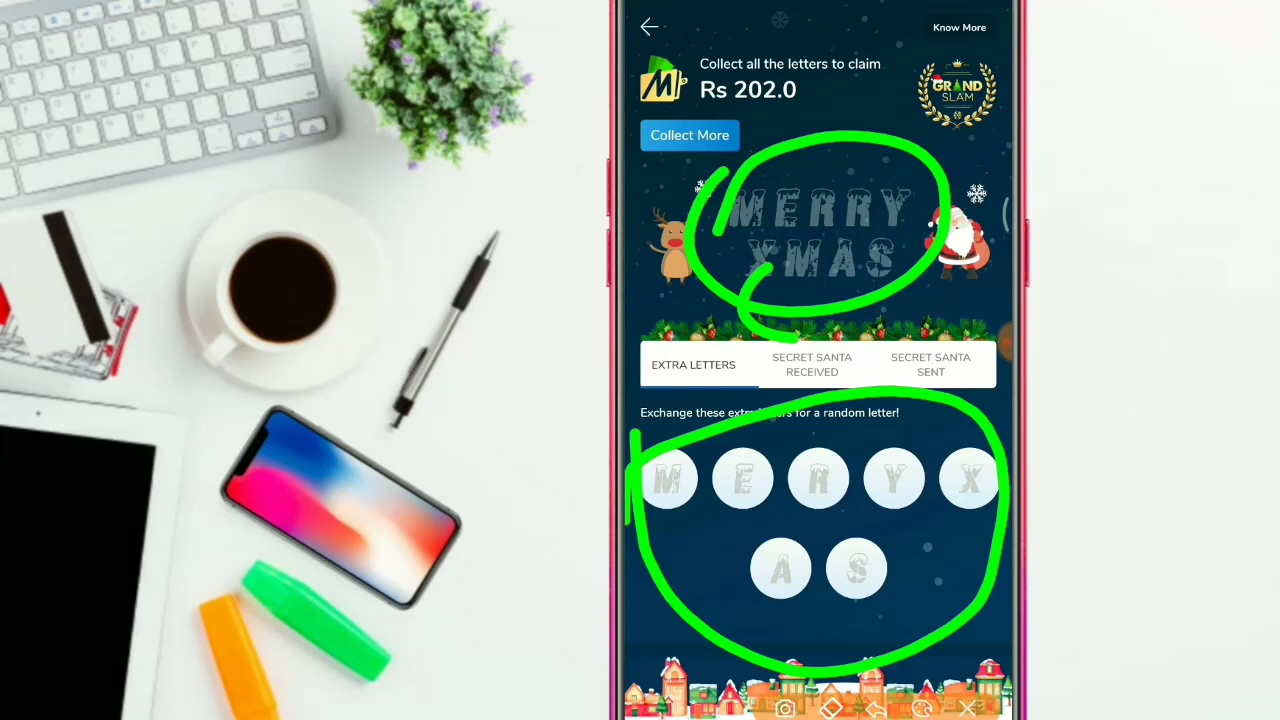 Know More
Collect all the letters to claim
Rs 202.0
GRAND
SLAM
Collect More
MERRY
XMAS
EXTRA LETTERS
SECRET SANTA
RECEIVED
SECRET SANTA
SENT
Exchange these extra letters for a random letter!
M E R Y X
A S